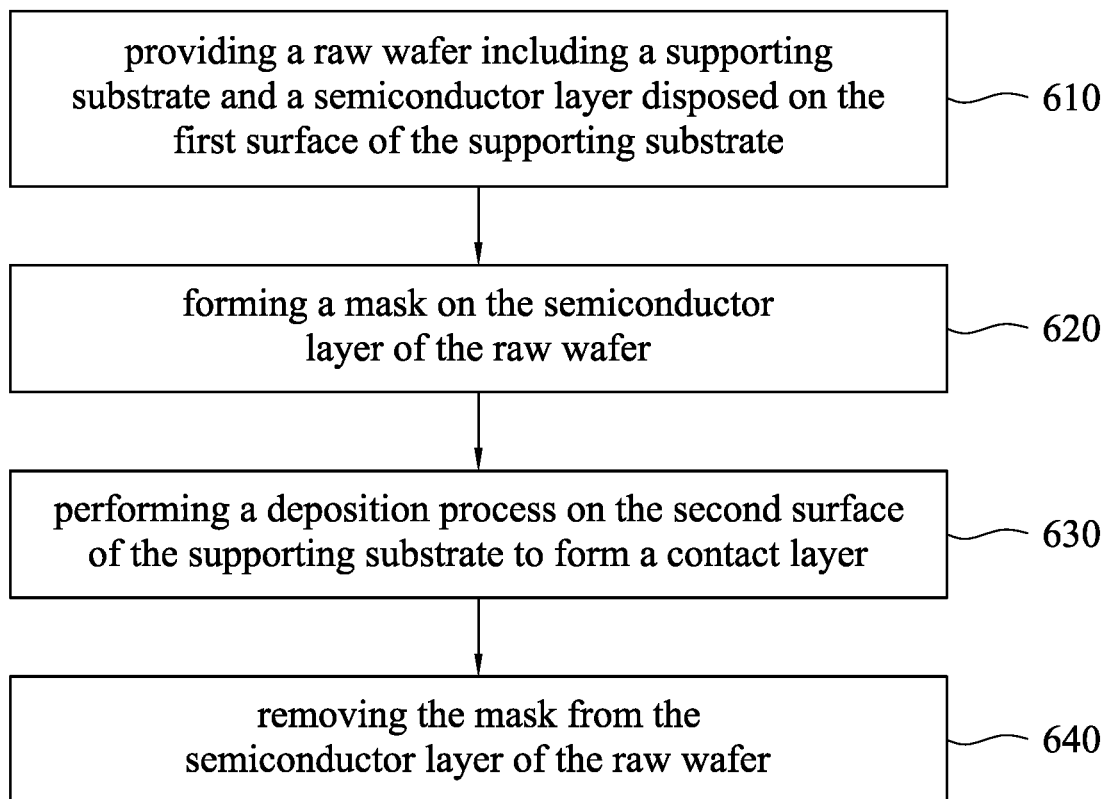 providing a raw wafer including a supporting
substrate and a semiconductor layer disposed on the
first surface of the supporting substrate
610
forming a mask on the semiconductor
layer of the raw wafer
620
performing a deposition process on the second surface
of the supporting substrate to form a contact layer
630
removing the mask from the
semiconductor layer of the raw wafer
640